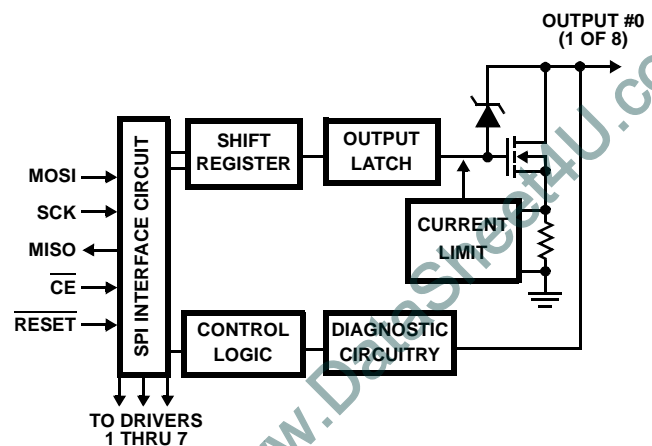 OUTPUT #0
(1 OF 8)
SHIFT
REGISTER
OUTPUT
LATCH
MOSI
SCK
MISO
CE
RESET
SPI INTERFACE CIRCUIT
CURRENT
LIMIT
CONTROL
LOGIC
DIAGNOSTIC
CIRCUITRY
TO DRIVERS
1 THRU 7
www.DataSheet4U.co